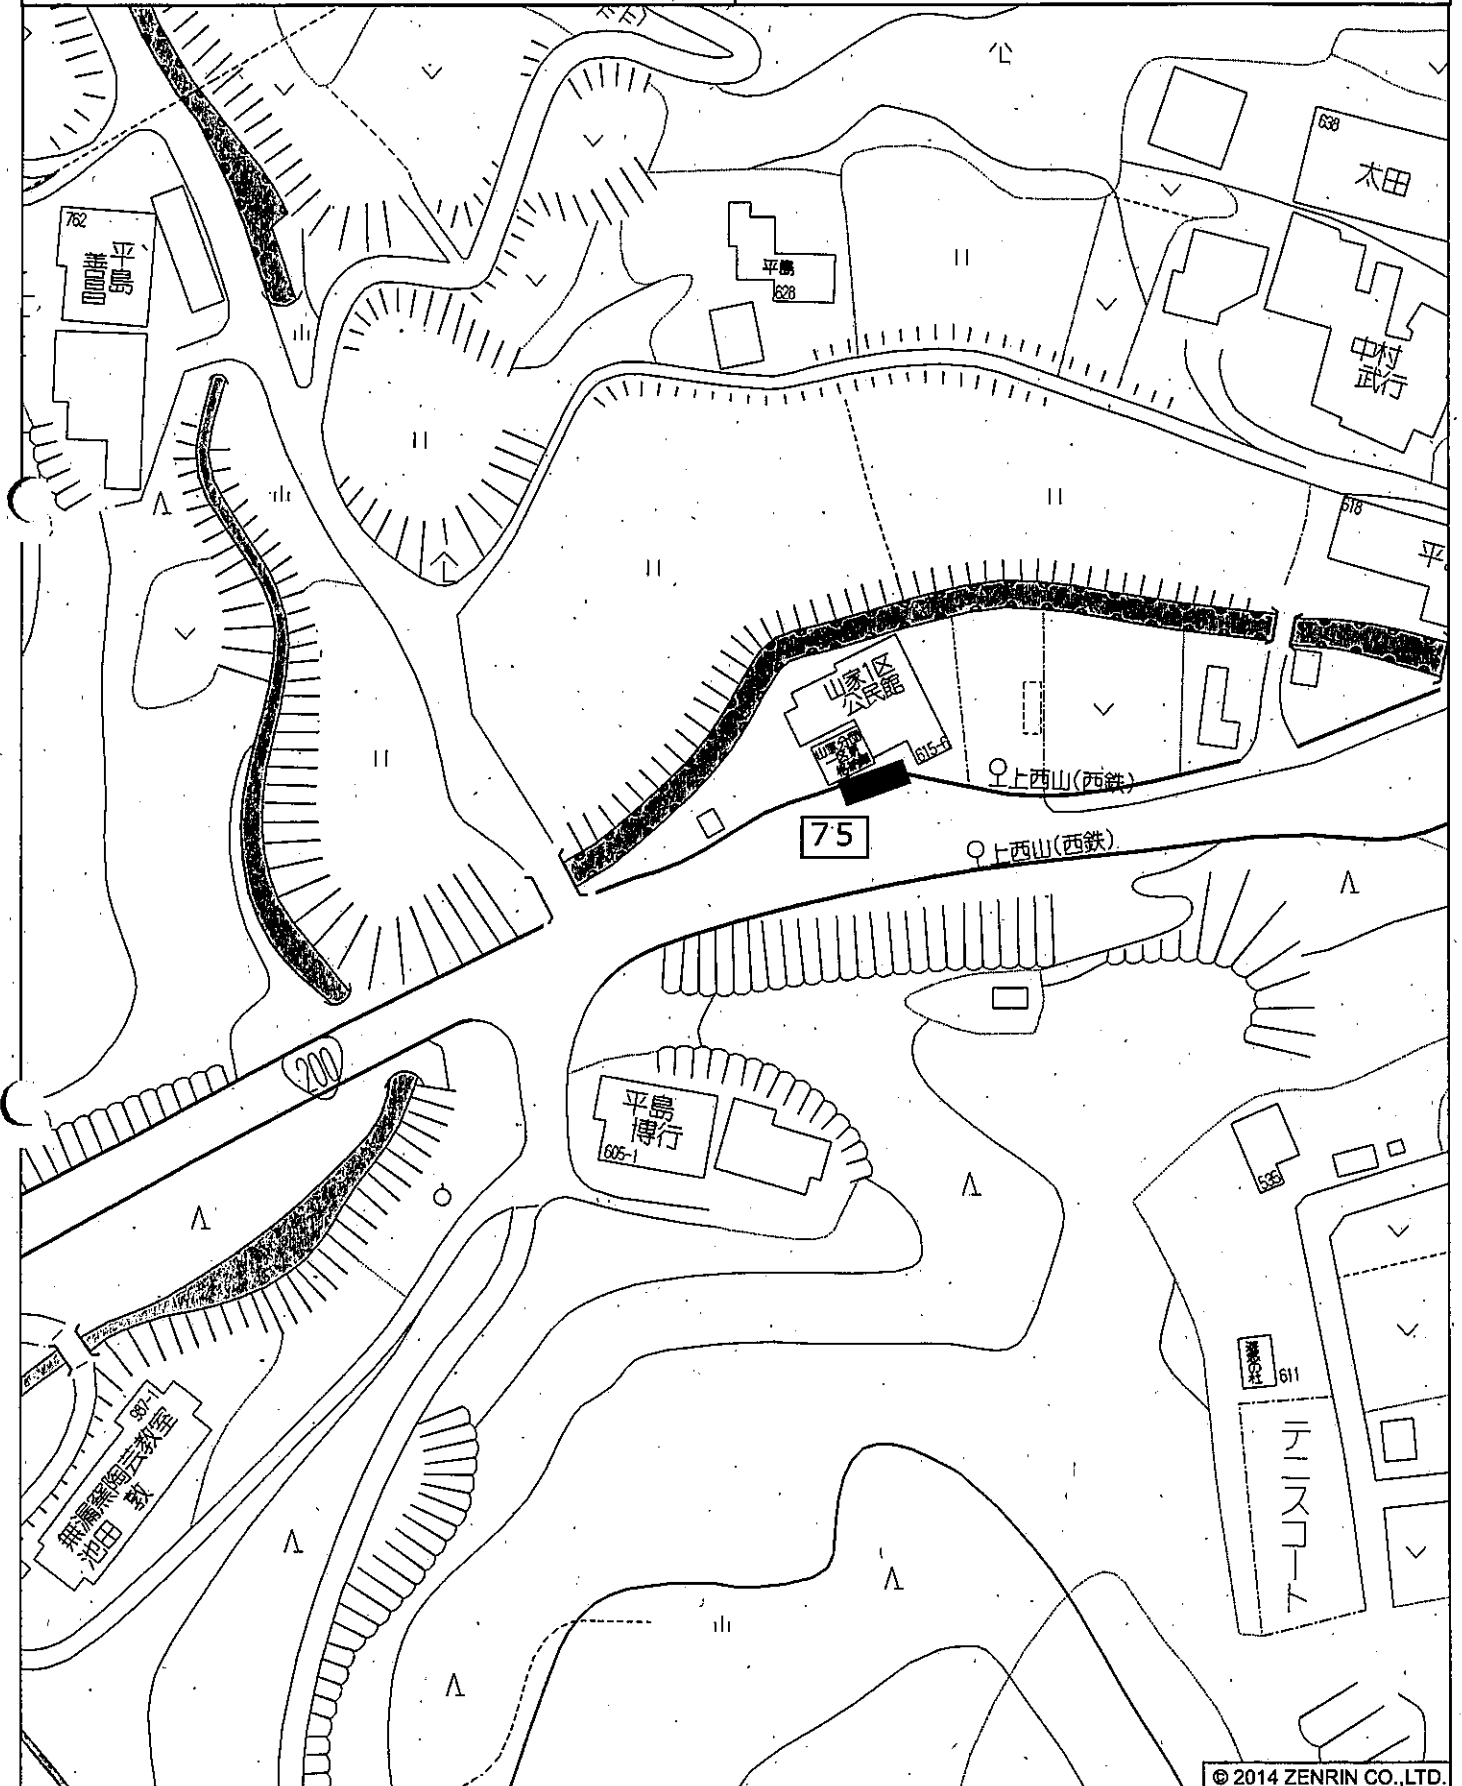 638
太田
762
平島
善昌
平島
628
中村
武行
618
平
山家1区
公民館
615-6
上西山(西鉄)
75
上西山(西鉄)
200
平島
博行
605-1
536
611
テニスコート
987-1
無漏窯陶芸教室
池田 敦
© 2014 ZENRIN CO.,LTD.